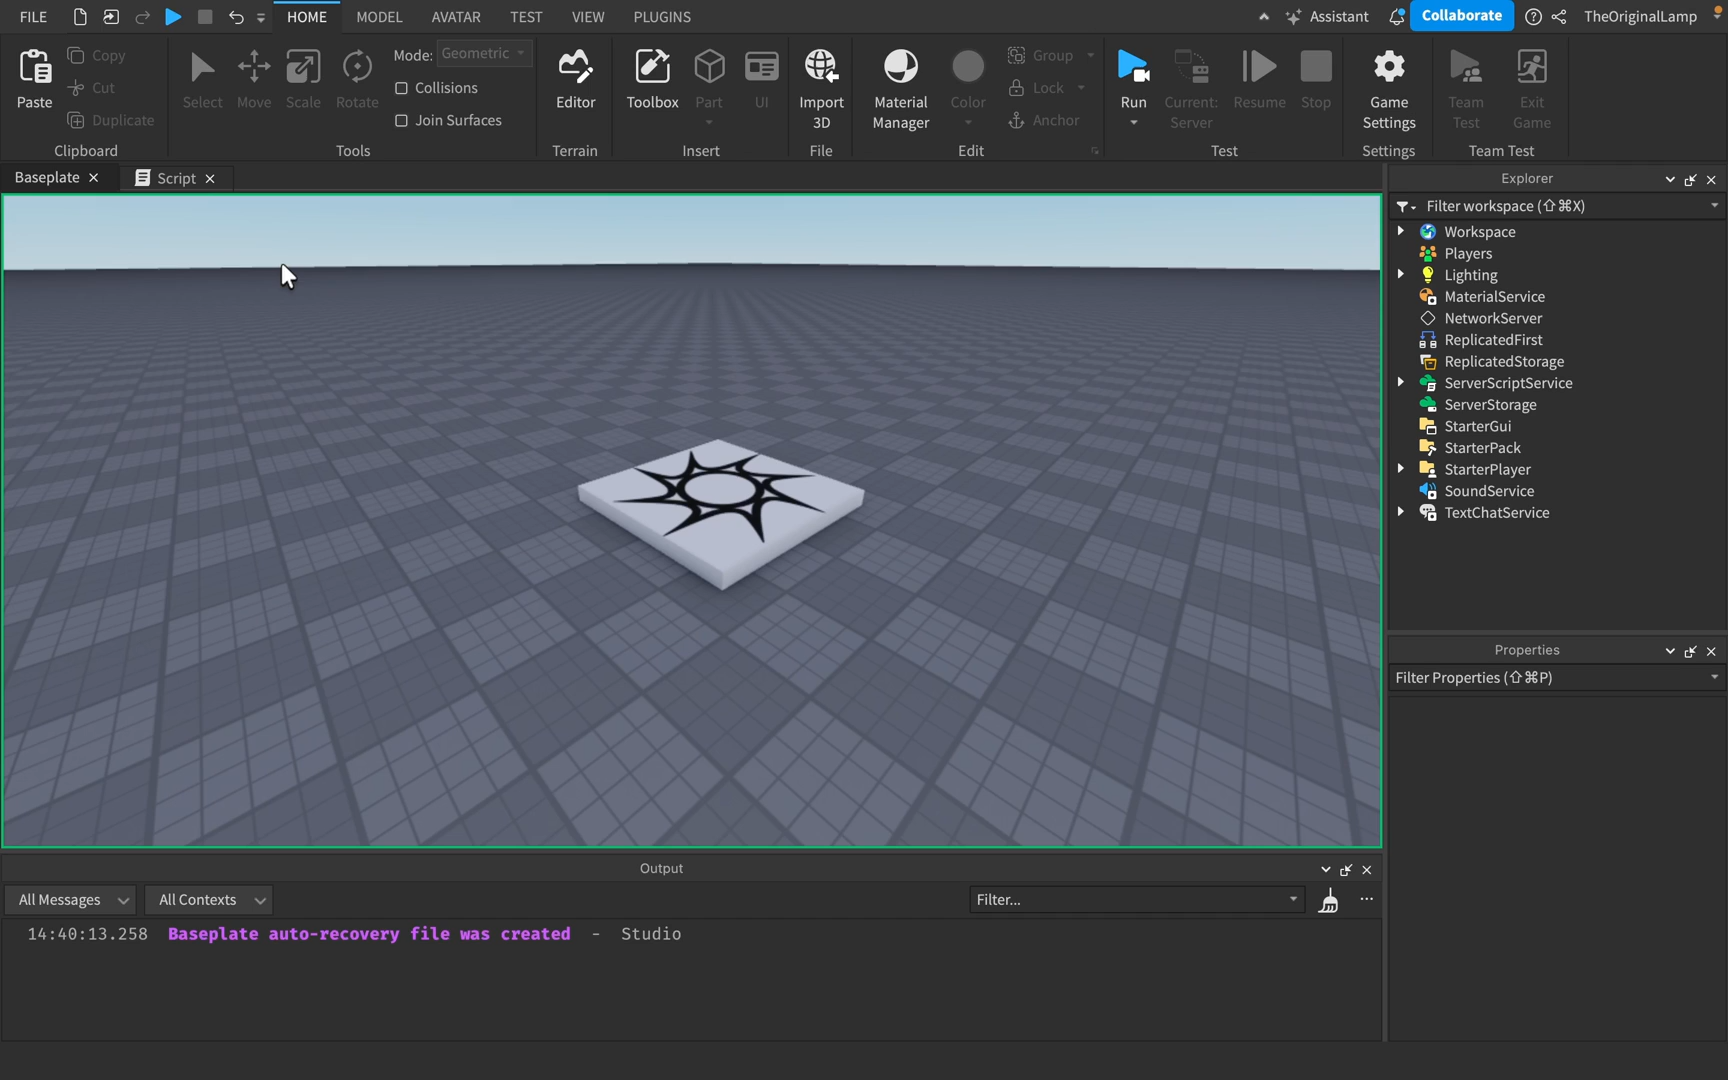 FILE HOME MODEL AVATAR TEST VIEW PLUGINS Assistant Collaborate TheOriginalLamp
Paste Copy Cut Duplicate Clipboard
Select Move Scale Rotate Mode: Geometric Collisions Join Surfaces Tools
Editor Terrain
Toolbox Part UI Insert
Import 3D File
Material Manager Color Group Lock Anchor Edit
Run Current: Server Resume Stop Test
Game Settings Settings
Team Test Exit Game Team Test
Baseplate Script
Explorer
Filter workspace (⇧⌘X)
Workspace
Players
Lighting
MaterialService
NetworkServer
ReplicatedFirst
ReplicatedStorage
ServerScriptService
ServerStorage
StarterGui
StarterPack
StarterPlayer
SoundService
TextChatService
Properties
Filter Properties (⇧⌘P)
Output
All Messages All Contexts Filter...
14:40:13.258 Baseplate auto-recovery file was created - Studio